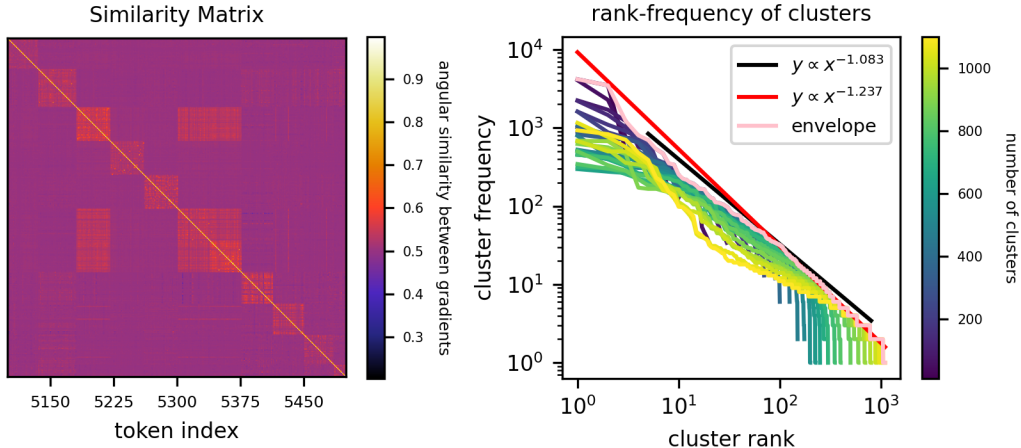 Similarity Matrix
5150 5225 5300 5375 5450
token index
0.9
0.8
0.7
0.6
0.5
0.4
0.3
angular similarity between gradients
rank-frequency of clusters
10⁴
10³
10²
10¹
10⁰
cluster frequency
y ∝ x⁻¹·⁰⁸³
y ∝ x⁻¹·²³⁷
envelope
10⁰ 10¹ 10² 10³
cluster rank
1000
800
600
400
200
number of clusters